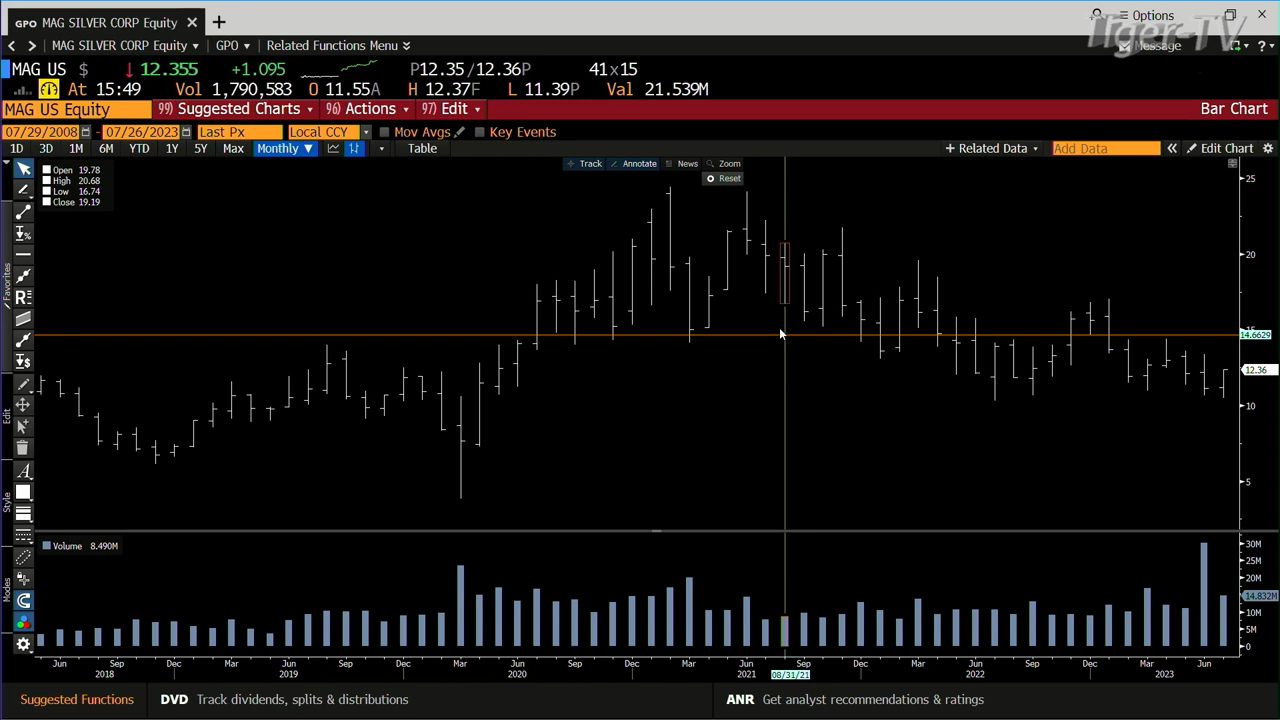 GPO MAG SILVER CORP Equity × +
Options
Tiger-TV
< > MAG SILVER CORP Equity ▾ GPO ▾ Related Functions Menu
Message
? ▾
MAG US $ ↓ 12.355 +1.095 P12.35/12.36P 41x15
At 15:49 Vol 1,790,583 O 11.55A H 12.37F L 11.39P Val 21.539M
MAG US Equity 99) Suggested Charts 96) Actions 97) Edit Bar Chart
07/29/2008 - 07/26/2023 Last Px Local CCY Mov Avgs Key Events
1D 3D 1M 6M YTD 1Y 5Y Max Monthly ▼ Table + Related Data Add Data « Edit Chart
Track Annotate News Zoom
Reset
Open 19.78
High 20.68
Low 16.74
Close 19.19
25
20
15
14.6629
12.36
10
5
Favorites
Edit
Style
Modes
Volume 8.490M
30M
20M
14.832M
10M
5M
0
Jun Sep Dec Mar Jun Sep Dec Mar Jun Sep Dec Mar Jun Sep Dec Mar Jun Sep Dec Mar Jun
2018 2019 2020 2021 08/31/21 2022 2023
Suggested Functions DVD Track dividends, splits & distributions ANR Get analyst recommendations & ratings